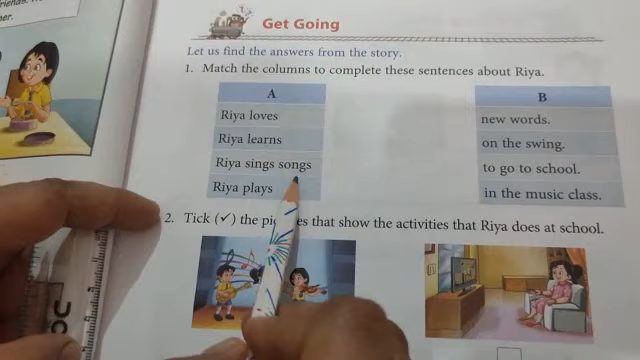 friends.
er.
Get Going
Let us find the answers from the story.
1. Match the columns to complete these sentences about Riya.
A
B
Riya loves
new words.
Riya learns
on the swing.
Riya sings songs
to go to school.
Riya plays
in the music class.
2. Tick (✓) the pic es that show the activities that Riya does at school.